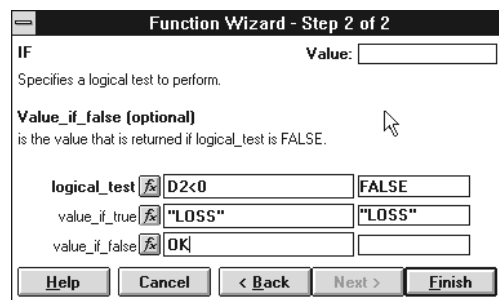 Function Wizard - Step 2 of 2
IF Value:
Specifies a logical test to perform.
Value_if_false (optional)
is the value that is returned if logical_test is FALSE.
logical_test fx D2<0 FALSE
value_if_true fx "LOSS" "LOSS"
value_if_false fx OK
Help Cancel < Back Next > Finish